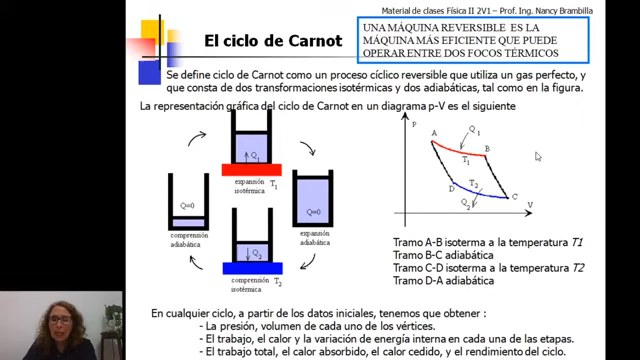 Material de clases Física II 2V1 – Prof. Ing. Nancy Brambilla
El ciclo de Carnot
UNA MÁQUINA REVERSIBLE ES LA
MÁQUINA MÁS EFICIENTE QUE PUEDE
OPERAR ENTRE DOS FOCOS TÉRMICOS
Se define ciclo de Carnot como un proceso cíclico reversible que utiliza un gas perfecto, y
que consta de dos transformaciones isotérmicas y dos adiabáticas, tal como en la figura.
La representación gráfica del ciclo de Carnot en un diagrama p-V es el siguiente
Q1
expansión
isotérmica
T1
Q=0
comprensión
adiabática
Q=0
expansión
adiabática
Q2
comprensión
isotérmica
T2
P
A
Q1
B
T1
D
T2
C
Q2
V
Tramo A-B isoterma a la temperatura T1
Tramo B-C adiabática
Tramo C-D isoterma a la temperatura T2
Tramo D-A adiabática
En cualquier ciclo, a partir de los datos iniciales, tenemos que obtener :
- La presión, volumen de cada uno de los vértices.
- El trabajo, el calor y la variación de energía interna en cada una de las etapas.
- El trabajo total, el calor absorbido, el calor cedido, y el rendimiento del ciclo.